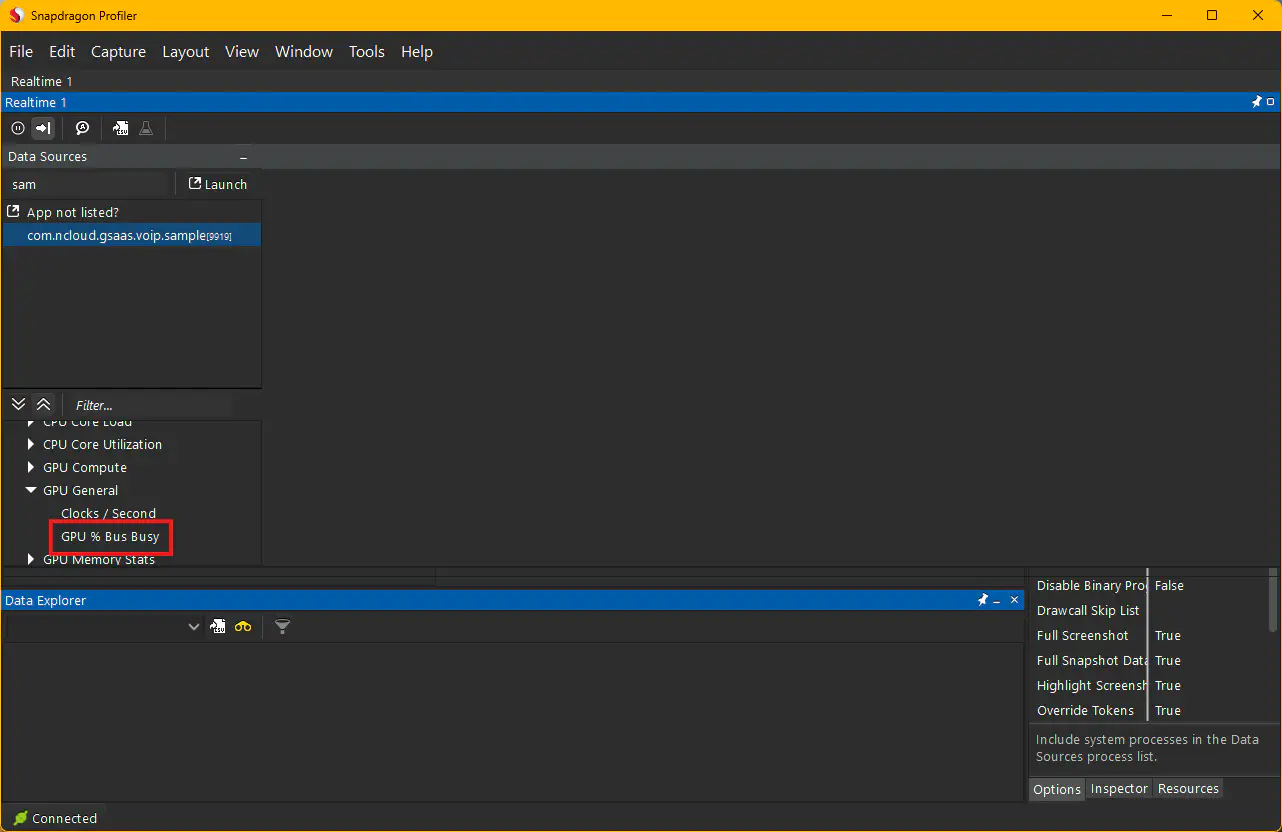 Snapdragon Profiler
File Edit Capture Layout View Window Tools Help
Realtime 1
Realtime 1
Data Sources
sam Launch
App not listed?
com.ncloud.gsaas.voip.sample[9919]
Filter...
CPU Core Load
CPU Core Utilization
GPU Compute
GPU General
Clocks / Second
GPU % Bus Busy
GPU Memory Stats
Data Explorer
Disable Binary Pro False
Drawcall Skip List
Full Screenshot True
Full Snapshot Data True
Highlight Screensh True
Override Tokens True
Include system processes in the Data
Sources process list.
Options Inspector Resources
Connected